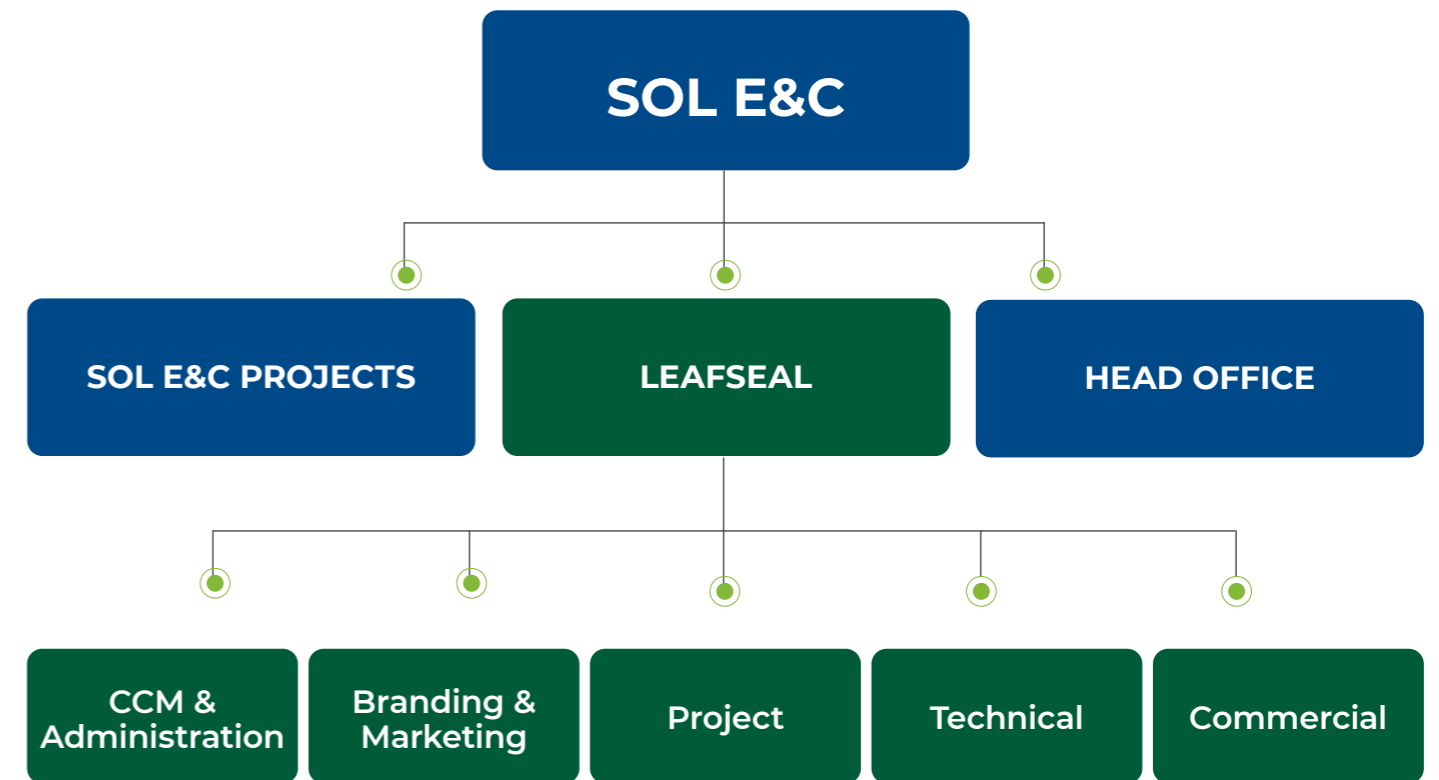 SOL E&C
SOL E&C PROJECTS
LEAFSEAL
HEAD OFFICE
CCM &
Administration
Branding &
Marketing
Project
Technical
Commercial